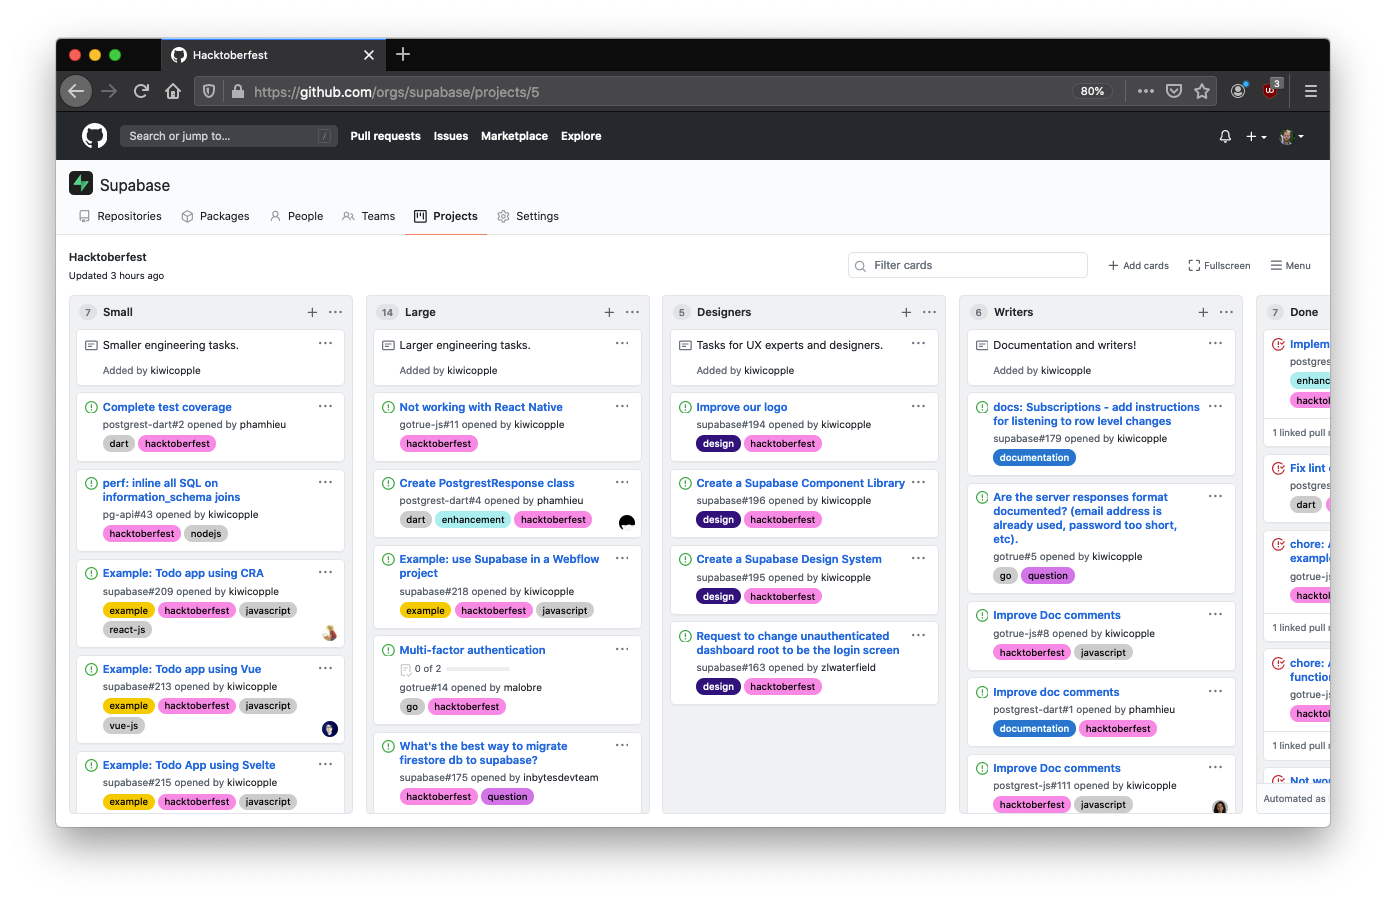 Hacktoberfest
https://github.com/orgs/supabase/projects/5
80%
3
Search or jump to...
/
Pull requests
Issues
Marketplace
Explore
Supabase
Repositories
Packages
People
Teams
Projects
Settings
Hacktoberfest
Updated 3 hours ago
Filter cards
Add cards
Fullscreen
Menu
7 Small
Smaller engineering tasks.
Added by kiwicopple
Complete test coverage
postgrest-dart#2 opened by phamhieu
dart hacktoberfest
perf: inline all SQL on
information_schema joins
pg-api#43 opened by kiwicopple
hacktoberfest nodejs
Example: Todo app using CRA
supabase#209 opened by kiwicopple
example hacktoberfest javascript
react-js
Example: Todo app using Vue
supabase#213 opened by kiwicopple
example hacktoberfest javascript
vue-js
Example: Todo App using Svelte
supabase#215 opened by kiwicopple
example hacktoberfest javascript
14 Large
Larger engineering tasks.
Added by kiwicopple
Not working with React Native
gotrue-js#11 opened by kiwicopple
hacktoberfest
Create PostgrestResponse class
postgrest-dart#4 opened by phamhieu
dart enhancement hacktoberfest
Example: use Supabase in a Webflow
project
supabase#218 opened by kiwicopple
example hacktoberfest javascript
Multi-factor authentication
0 of 2
gotrue#14 opened by malobre
go hacktoberfest
What's the best way to migrate
firestore db to supabase?
supabase#175 opened by inbytesdevteam
hacktoberfest question
5 Designers
Tasks for UX experts and designers.
Added by kiwicopple
Improve our logo
supabase#194 opened by kiwicopple
design hacktoberfest
Create a Supabase Component Library
supabase#196 opened by kiwicopple
design hacktoberfest
Create a Supabase Design System
supabase#195 opened by kiwicopple
design hacktoberfest
Request to change unauthenticated
dashboard root to be the login screen
supabase#163 opened by zlwaterfield
design hacktoberfest
6 Writers
Documentation and writers!
Added by kiwicopple
docs: Subscriptions - add instructions
for listening to row level changes
supabase#179 opened by kiwicopple
documentation
Are the server responses format
documented? (email address is
already used, password too short,
etc).
gotrue#5 opened by kiwicopple
go question
Improve Doc comments
gotrue-js#8 opened by kiwicopple
hacktoberfest javascript
Improve doc comments
postgrest-dart#1 opened by phamhieu
documentation hacktoberfest
Improve Doc comments
postgrest-js#111 opened by kiwicopple
hacktoberfest javascript
7 Done
Implem
postgres
enhanc
hackto
1 linked pull
Fix lint
postgres
dart
chore:
exampl
gotrue-js
hackto
1 linked pull
chore:
function
gotrue-js
hackto
1 linked pull
Not wo
Automated as